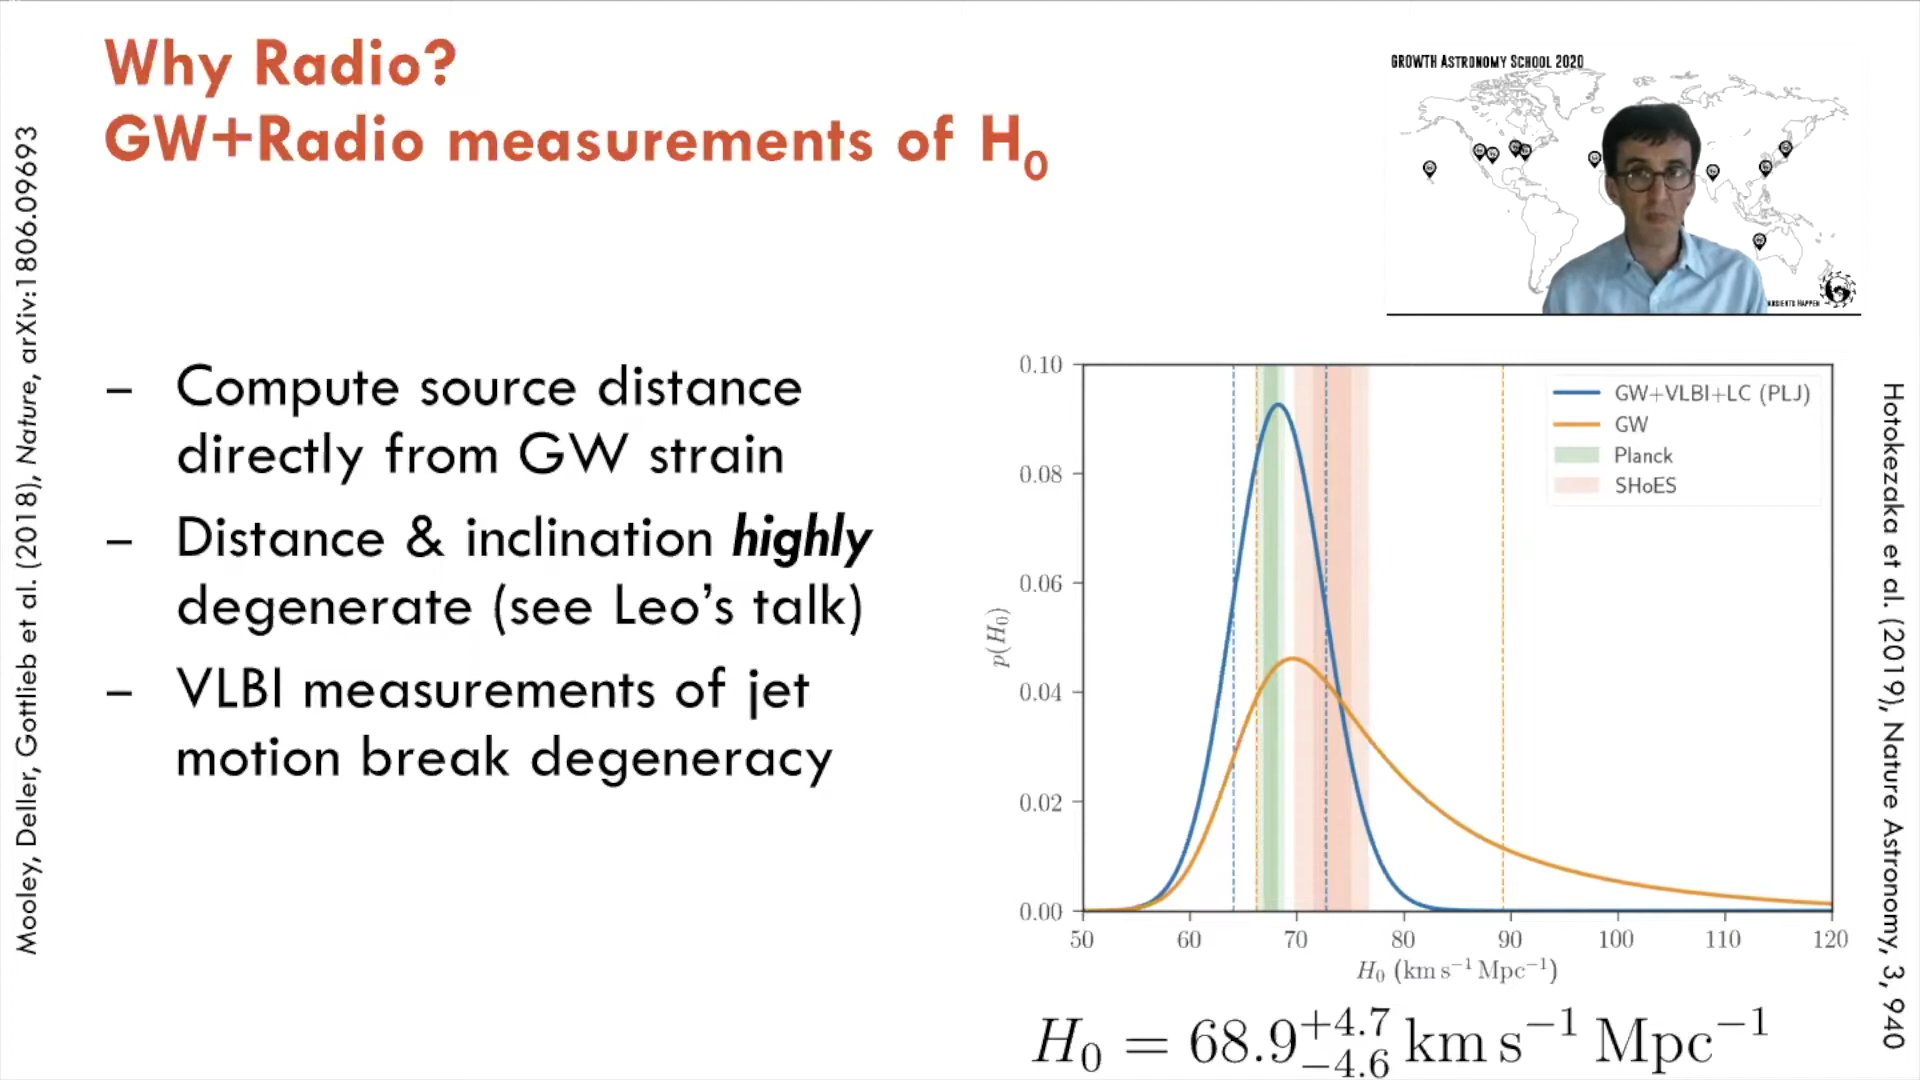 Why Radio?
GW+Radio measurements of H₀
GROWTH ASTRONOMY SCHOOL 2020
Mooley, Deller, Gottlieb et al. (2018), Nature, arXiv:1806.09693
– Compute source distance
directly from GW strain
– Distance & inclination highly
degenerate (see Leo's talk)
– VLBI measurements of jet
motion break degeneracy
GW+VLBI+LC (PLJ)
GW
Planck
SHoES
0.10
0.08
0.06
0.04
0.02
0.00
p(H₀)
50 60 70 80 90 100 110 120
H₀ (km s⁻¹ Mpc⁻¹)
H₀ = 68.9⁺⁴·⁷₋₄.₆ km s⁻¹ Mpc⁻¹
Hotokezaka et al. (2019), Nature Astronomy, 3, 940